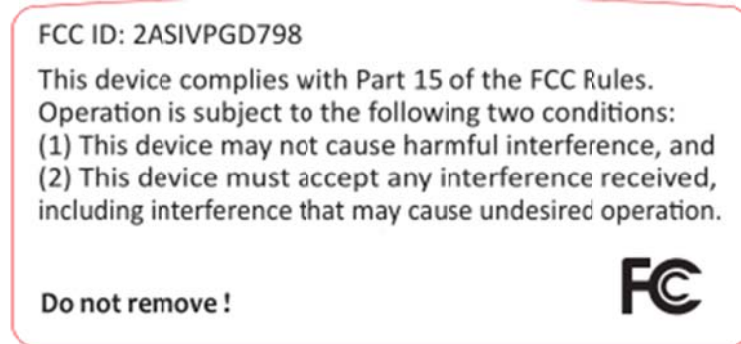 FCC ID: 2ASIVPGD798
This device complies with Part 15 of the FCC Rules.
Operation is subject to the following two conditions:
(1) This device may not cause harmful interference, and
(2) This device must accept any interference received,
including interference that may cause undesired operation.
FC
Do not remove !